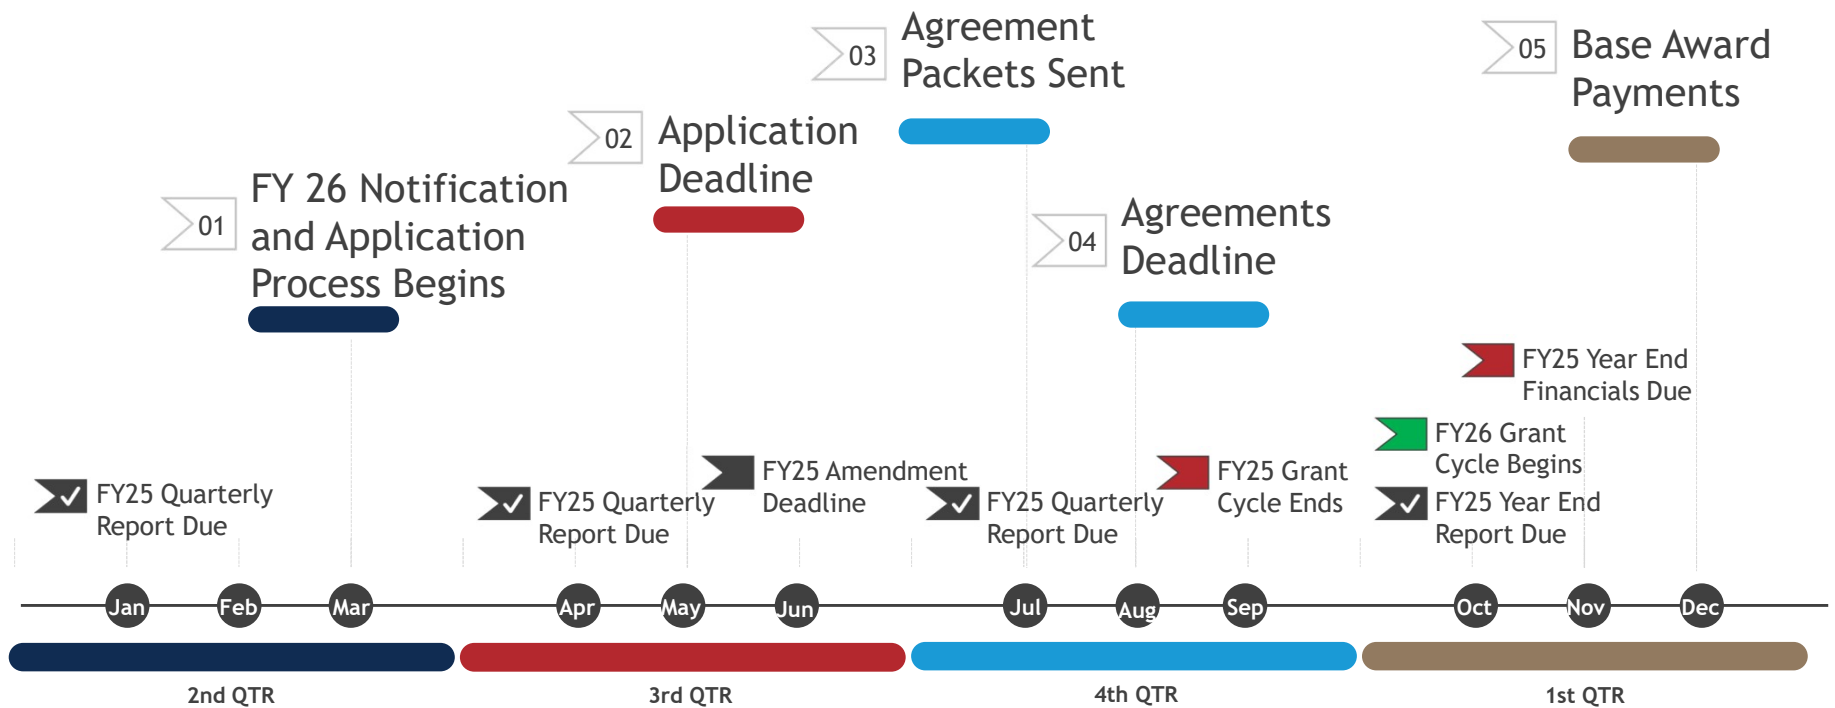 01
FY 26 Notification
and Application
Process Begins
02
Application
Deadline
03
Agreement
Packets Sent
04
Agreements
Deadline
05
Base Award
Payments
FY25 Quarterly
Report Due
FY25 Quarterly
Report Due
FY25 Amendment
Deadline
FY25 Quarterly
Report Due
FY25 Grant
Cycle Ends
FY25 Year End
Financials Due
FY26 Grant
Cycle Begins
FY25 Year End
Report Due
Jan
Feb
Mar
Apr
May
Jun
Jul
Aug
Sep
Oct
Nov
Dec
2nd QTR
3rd QTR
4th QTR
1st QTR